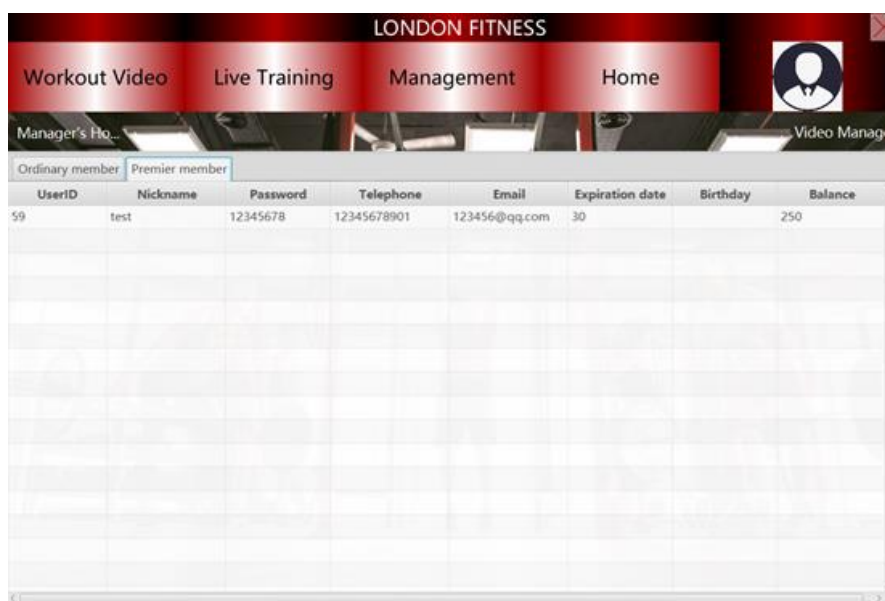 LONDON FITNESS
Workout Video Live Training Management Home
Manager's Ho... Video Manag
Ordinary member Premier member
UserID Nickname Password Telephone Email Expiration date Birthday Balance
59 test 12345678 12345678901 123456@qq.com 30 250